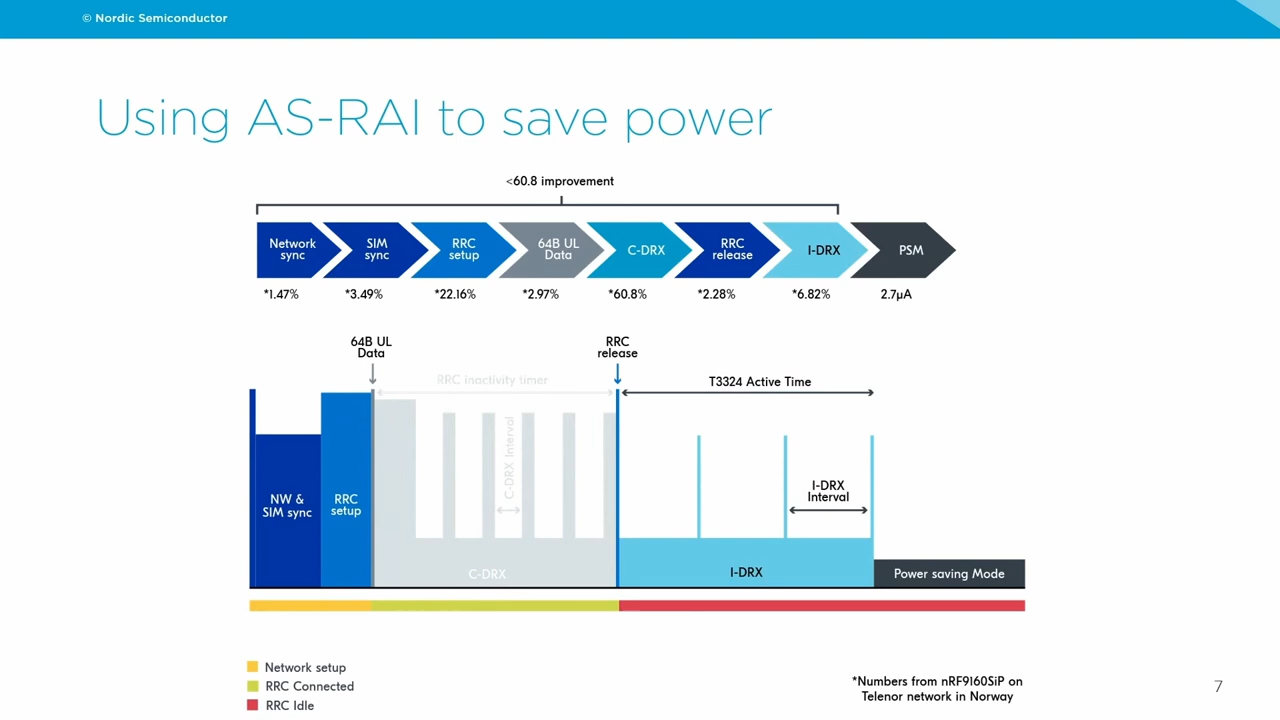 © Nordic Semiconductor
Using AS-RAI to save power
<60.8 improvement
Network
sync
SIM
sync
RRC
setup
64B UL
Data
C-DRX
RRC
release
I-DRX
PSM
*1.47%
*3.49%
*22.16%
*2.97%
*60.8%
*2.28%
*6.82%
2.7µA
64B UL
Data
RRC
release
RRC inactivity timer
T3324 Active Time
C-DRX Interval
I-DRX
Interval
NW &
SIM sync
RRC
setup
C-DRX
I-DRX
Power saving Mode
Network setup
RRC Connected
RRC Idle
*Numbers from nRF9160SiP on
Telenor network in Norway
7